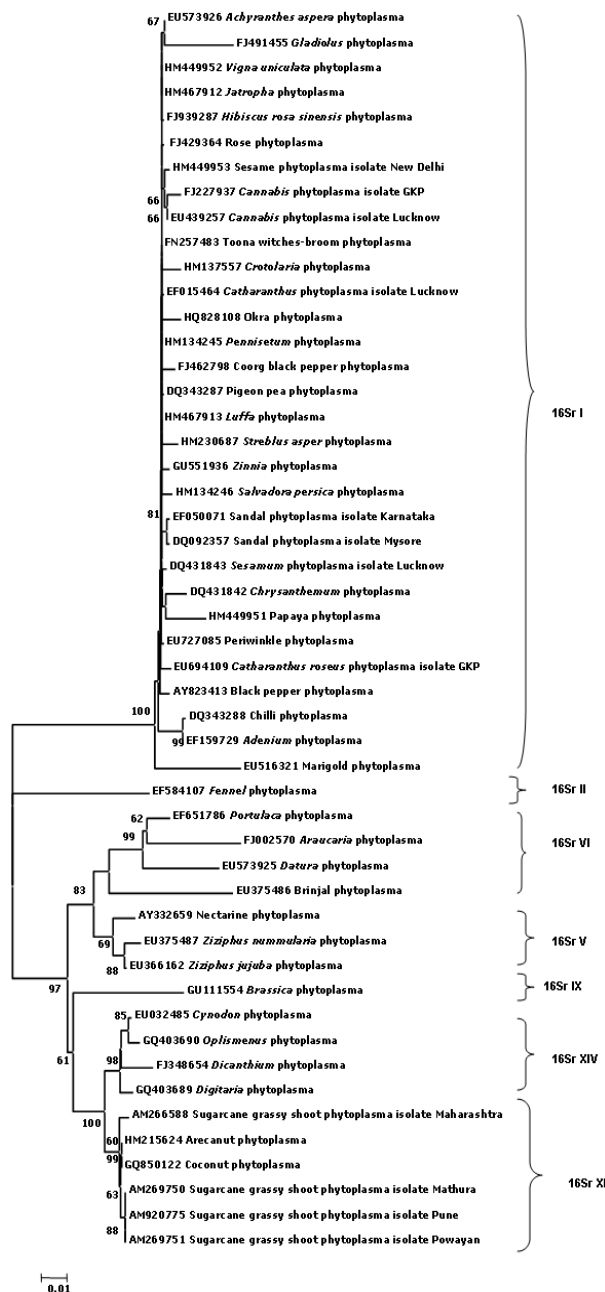 67
EU573926 Achyranthes aspera phytoplasma
FJ491455 Gladiolus phytoplasma
HM449952 Vigna uniculata phytoplasma
HM467912 Jatropha phytoplasma
FJ939287 Hibiscus rosa sinensis phytoplasma
FJ429364 Rose phytoplasma
HM449953 Sesame phytoplasma isolate New Delhi
FJ227937 Cannabis phytoplasma isolate GKP
66
66
EU439257 Cannabis phytoplasma isolate Lucknow
FN257483 Toona witches-broom phytoplasma
HM137557 Crotolaria phytoplasma
EF015464 Catharanthus phytoplasma isolate Lucknow
HQ828108 Okra phytoplasma
HM134245 Pennisetum phytoplasma
FJ462798 Coorg black pepper phytoplasma
DQ343287 Pigeon pea phytoplasma
HM467913 Luffa phytoplasma
16Sr I
HM230687 Streblus asper phytoplasma
GU551936 Zinnia phytoplasma
HM134246 Salvadora persica phytoplasma
81
EF050071 Sandal phytoplasma isolate Karnataka
DQ092357 Sandal phytoplasma isolate Mysore
DQ431843 Sesamum phytoplasma isolate Lucknow
DQ431842 Chrysanthemum phytoplasma
HM449951 Papaya phytoplasma
EU727085 Periwinkle phytoplasma
EU694109 Catharanthus roseus phytoplasma isolate GKP
AY823413 Black pepper phytoplasma
100
DQ343288 Chilli phytoplasma
99
EF159729 Adenium phytoplasma
EU516321 Marigold phytoplasma
EF584107 Fennel phytoplasma
16Sr II
62
EF651786 Portulaca phytoplasma
99
FJ002570 Araucaria phytoplasma
16Sr VI
EU573925 Datura phytoplasma
83
EU375486 Brinjal phytoplasma
AY332659 Nectarine phytoplasma
69
EU375487 Ziziphus nummularia phytoplasma
16Sr V
88
EU366162 Ziziphus jujuba phytoplasma
97
GU111554 Brassica phytoplasma
16Sr IX
85
EU032485 Cynodon phytoplasma
GQ403690 Oplismenus phytoplasma
61
98
FJ348654 Dicanthium phytoplasma
16Sr XIV
GQ403689 Digitaria phytoplasma
100
AM266588 Sugarcane grassy shoot phytoplasma isolate Maharashtra
60
HM215624 Arecanut phytoplasma
99
GQ850122 Coconut phytoplasma
16Sr XI
63
AM269750 Sugarcane grassy shoot phytoplasma isolate Mathura
AM920775 Sugarcane grassy shoot phytoplasma isolate Pune
88
AM269751 Sugarcane grassy shoot phytoplasma isolate Powayan
0.01